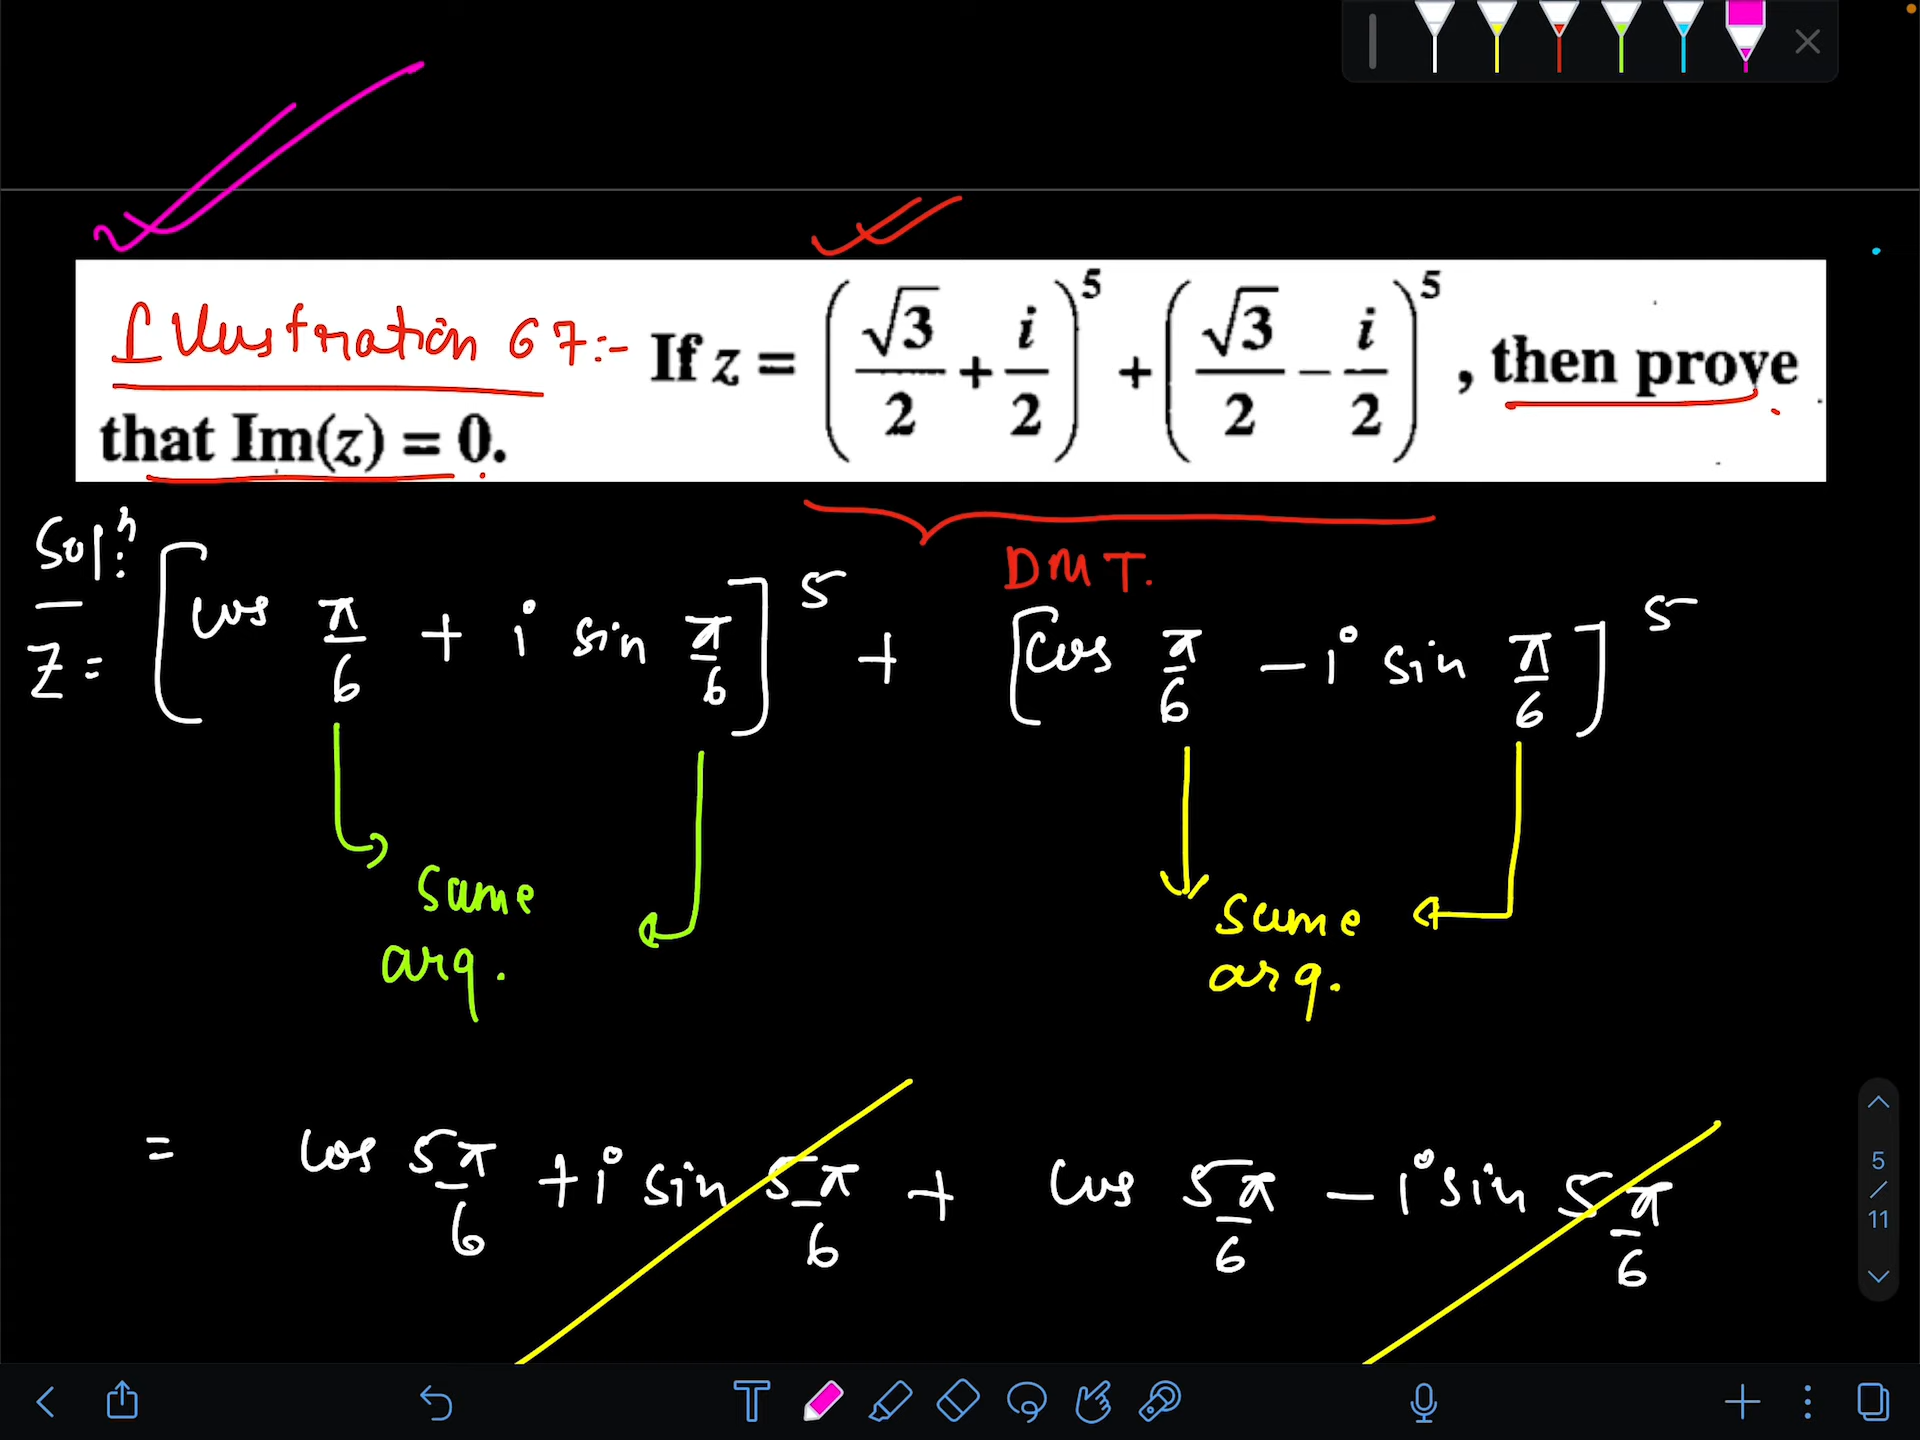 Illustration 67:- If z = (√3/2 + i/2)^5 + (√3/2 − i/2)^5, then prove
that Im(z) = 0.
Solⁿ:
DMT.
Z = [cos π/6 + i sin π/6]^5 + [cos π/6 − i sin π/6]^5
same same
arg. arg.
= cos 5π/6 + i sin 5π/6 + cos 5π/6 − i sin 5π/6
5
/
11
T